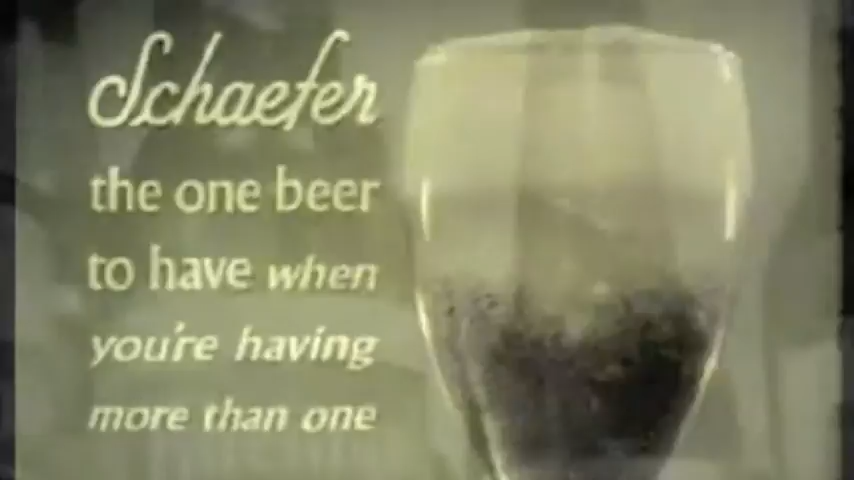 Schaefer
the one beer
to have when
you're having
more than one